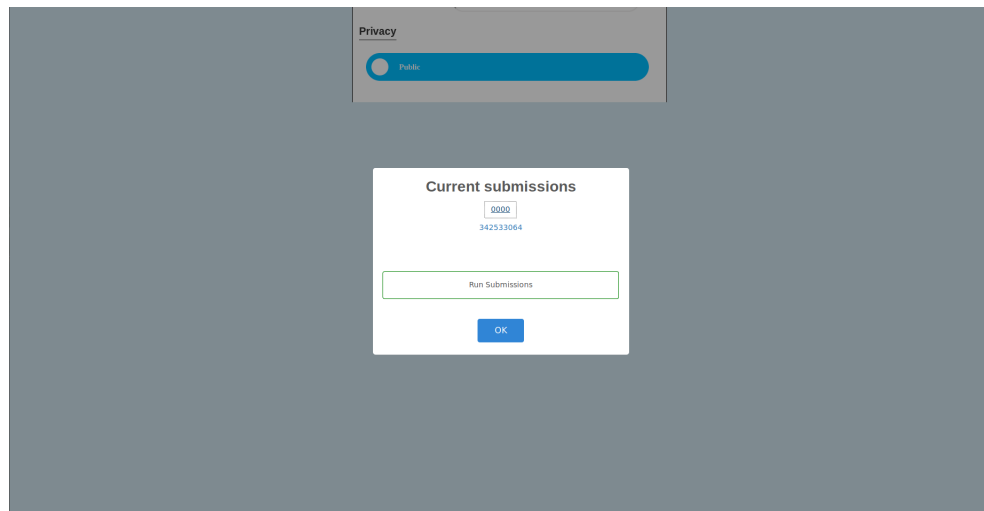 Privacy
Public
Current submissions
0000
342533064
Run Submissions
OK